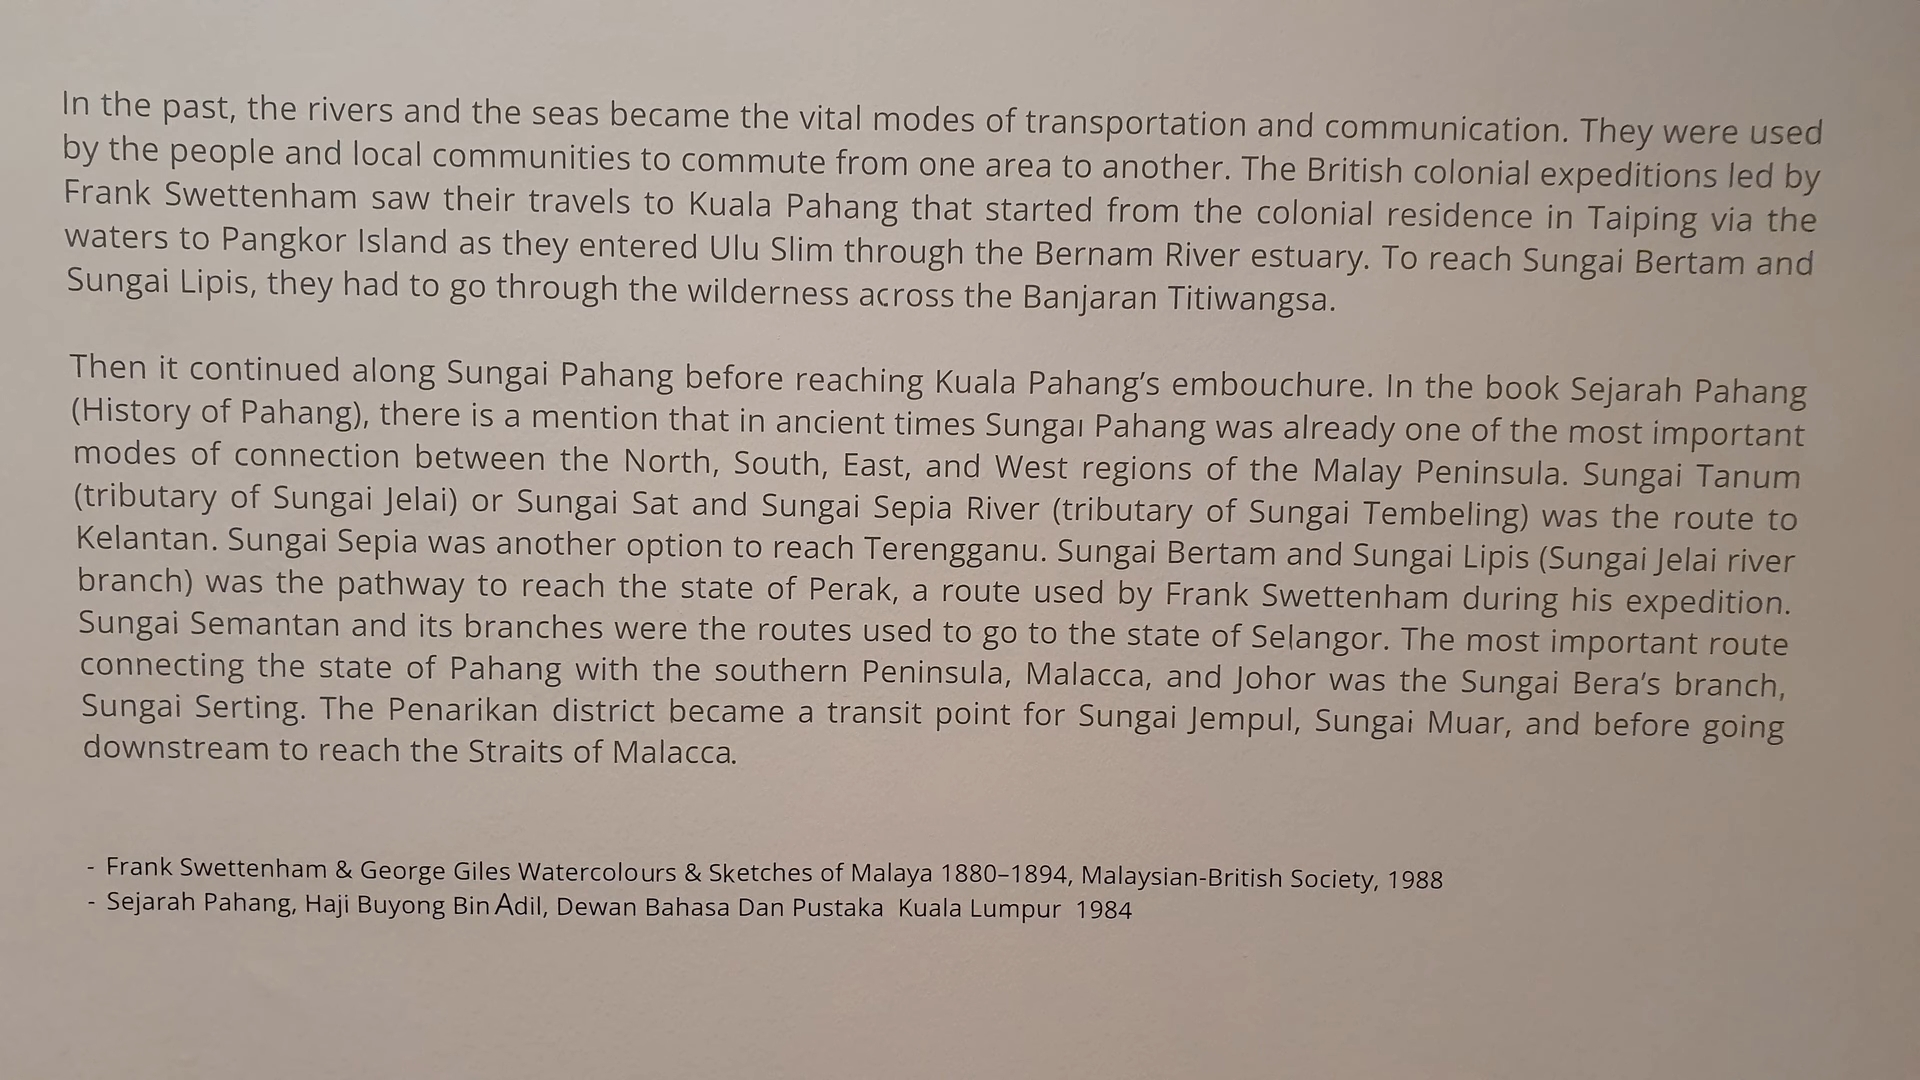 In the past, the rivers and the seas became the vital modes of transportation and communication. They were used
by the people and local communities to commute from one area to another. The British colonial expeditions led by
Frank Swettenham saw their travels to Kuala Pahang that started from the colonial residence in Taiping via the
waters to Pangkor Island as they entered Ulu Slim through the Bernam River estuary. To reach Sungai Bertam and
Sungai Lipis, they had to go through the wilderness across the Banjaran Titiwangsa.
Then it continued along Sungai Pahang before reaching Kuala Pahang's embouchure. In the book Sejarah Pahang
(History of Pahang), there is a mention that in ancient times Sungai Pahang was already one of the most important
modes of connection between the North, South, East, and West regions of the Malay Peninsula. Sungai Tanum
(tributary of Sungai Jelai) or Sungai Sat and Sungai Sepia River (tributary of Sungai Tembeling) was the route to
Kelantan. Sungai Sepia was another option to reach Terengganu. Sungai Bertam and Sungai Lipis (Sungai Jelai river
branch) was the pathway to reach the state of Perak, a route used by Frank Swettenham during his expedition.
Sungai Semantan and its branches were the routes used to go to the state of Selangor. The most important route
connecting the state of Pahang with the southern Peninsula, Malacca, and Johor was the Sungai Bera's branch,
Sungai Serting. The Penarikan district became a transit point for Sungai Jempul, Sungai Muar, and before going
downstream to reach the Straits of Malacca.
- Frank Swettenham & George Giles Watercolours & Sketches of Malaya 1880–1894, Malaysian-British Society, 1988
- Sejarah Pahang, Haji Buyong Bin Adil, Dewan Bahasa Dan Pustaka Kuala Lumpur 1984